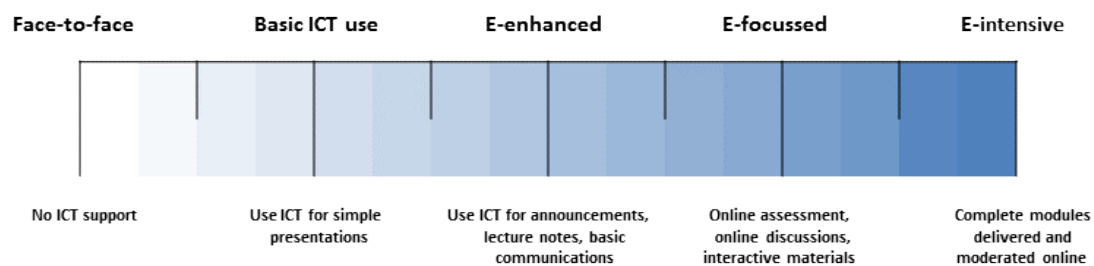 Face-to-face
Basic ICT use
E-enhanced
E-focussed
E-intensive
No ICT support
Use ICT for simple
presentations
Use ICT for announcements,
lecture notes, basic
communications
Online assessment,
online discussions,
interactive materials
Complete modules
delivered and
moderated online